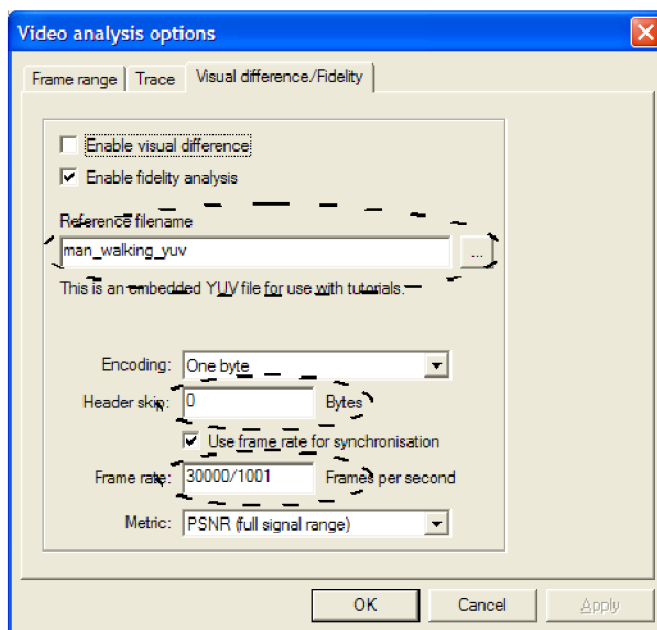 Video analysis options
Frame range Trace Visual difference./Fidelity
Enable visual difference
Enable fidelity analysis
Reference filename
man_walking_yuv ...
This is an embedded YUV file for use with tutorials.
Encoding: One byte
Header skip: 0 Bytes
Use frame rate for synchronisation
Frame rate: 30000/1001 Frames per second
Metric: PSNR (full signal range)
OK Cancel Apply